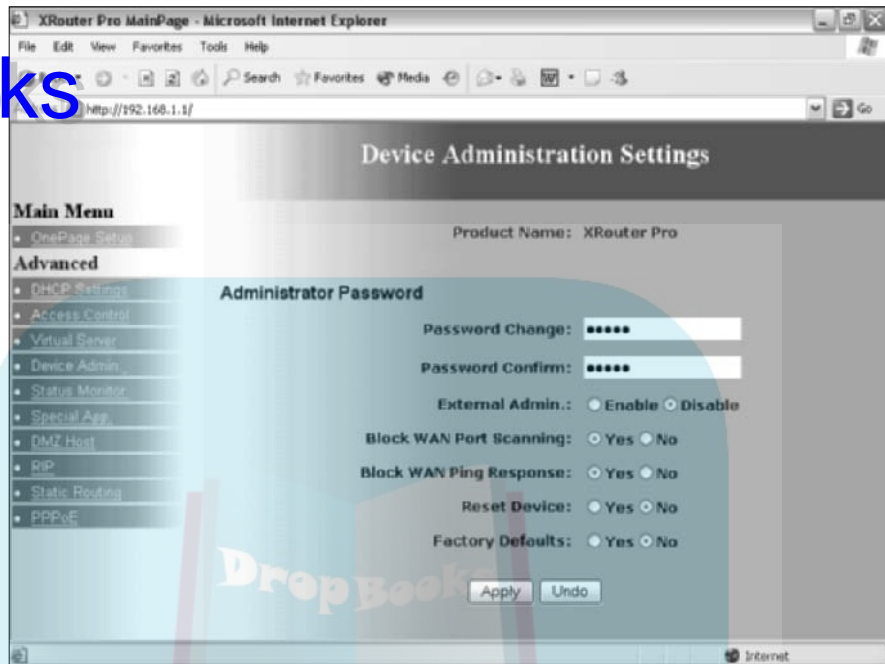 XRouter Pro MainPage - Microsoft Internet Explorer
File Edit View Favorites Tools Help
ks
Search Favorites Media
http://192.168.1.1/ Go
Device Administration Settings
Main Menu
Product Name: XRouter Pro
OnePage Setup
Advanced
DHCP Settings
Administrator Password
Access Control
Password Change: •••••
Virtual Server
Device Admin
Password Confirm: •••••
Status Monitor
External Admin.: Enable Disable
Special App.
Block WAN Port Scanning: Yes No
DMZ Host
RIP
Block WAN Ping Response: Yes No
Static Routing
Reset Device: Yes No
PPPoE
Factory Defaults: Yes No
DropBooks
Apply Undo
Internet